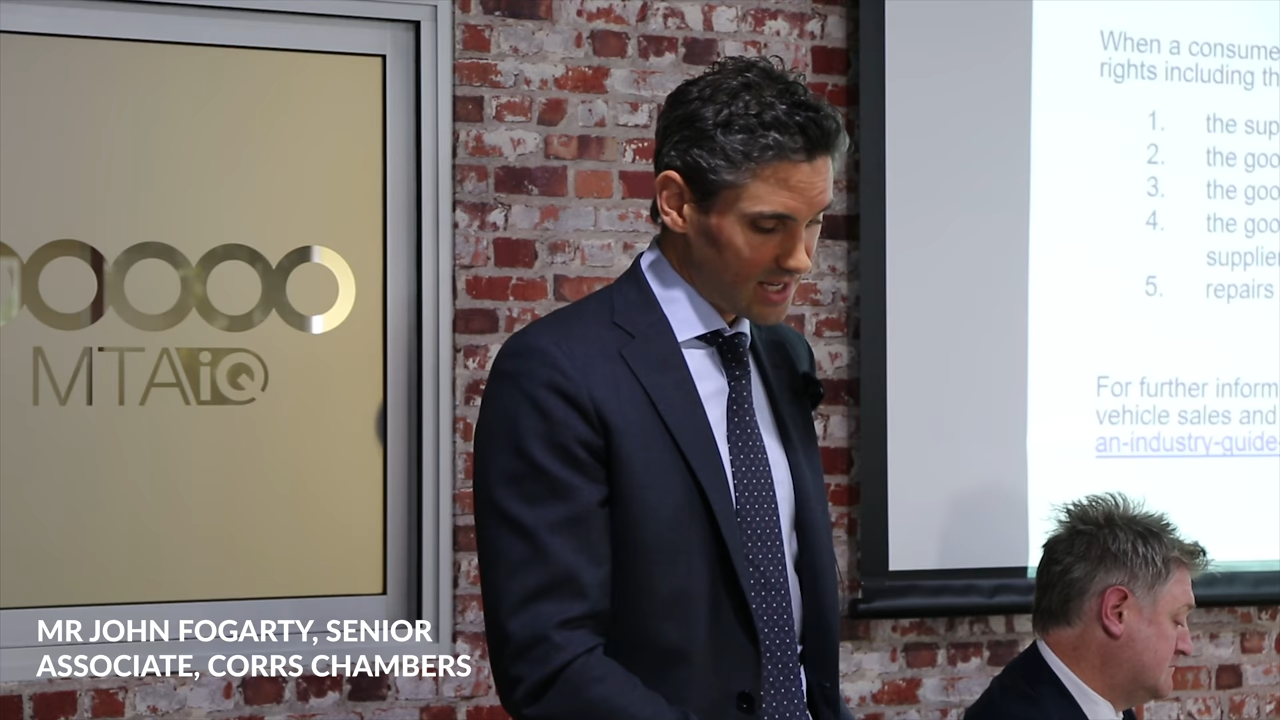 MTAiQ
When a consume
rights including th
1. the sup
2. the goo
3. the goo
4. the goo
supplie
5. repairs
For further inform
vehicle sales and
an-industry-guide-
MR JOHN FOGARTY, SENIOR
ASSOCIATE, CORRS CHAMBERS